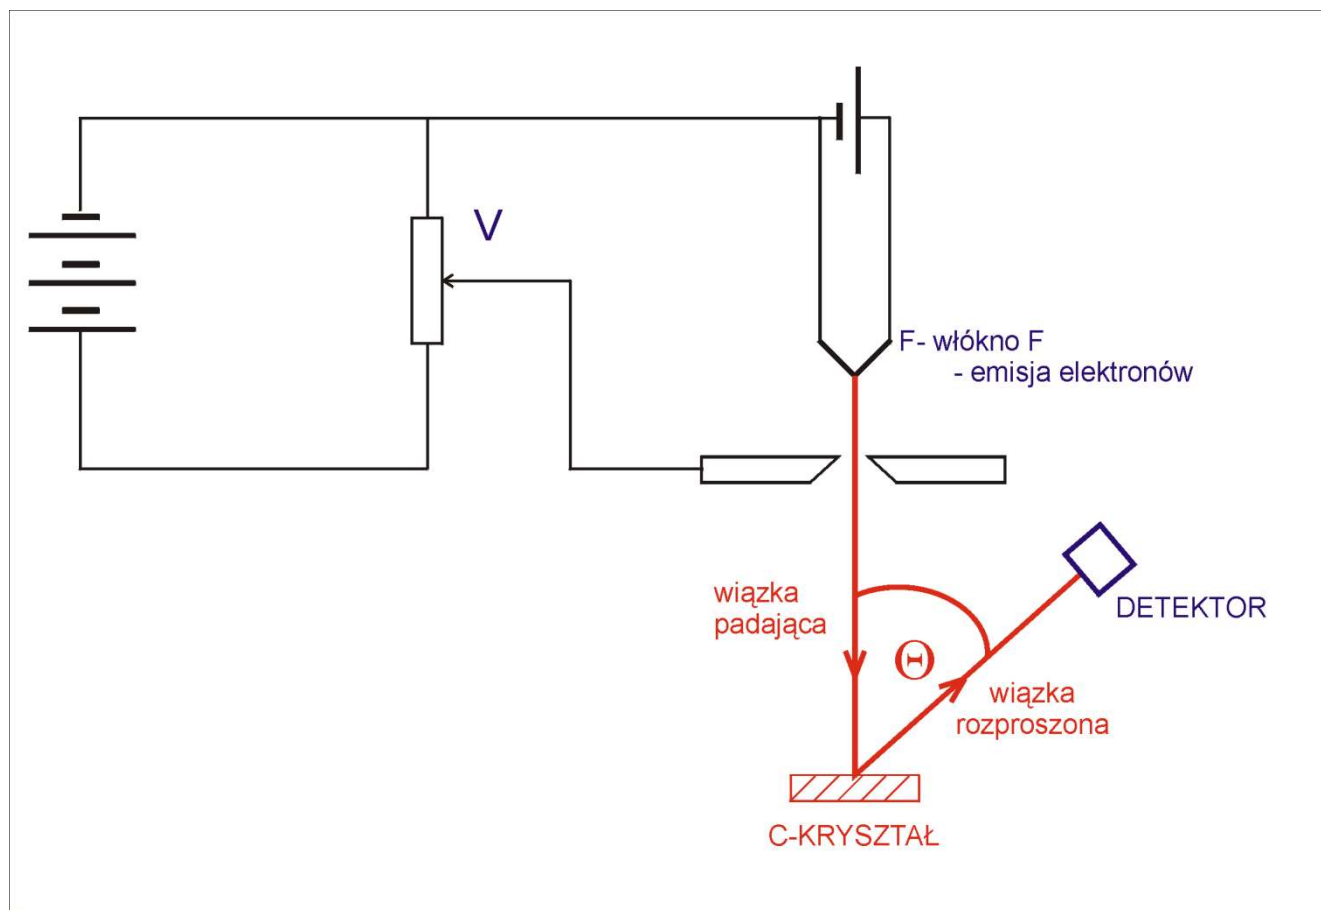 V
F- włókno F
- emisja elektronów
wiązka
padająca
DETEKTOR
Θ
wiązka
rozproszona
C-KRYSZTAŁ